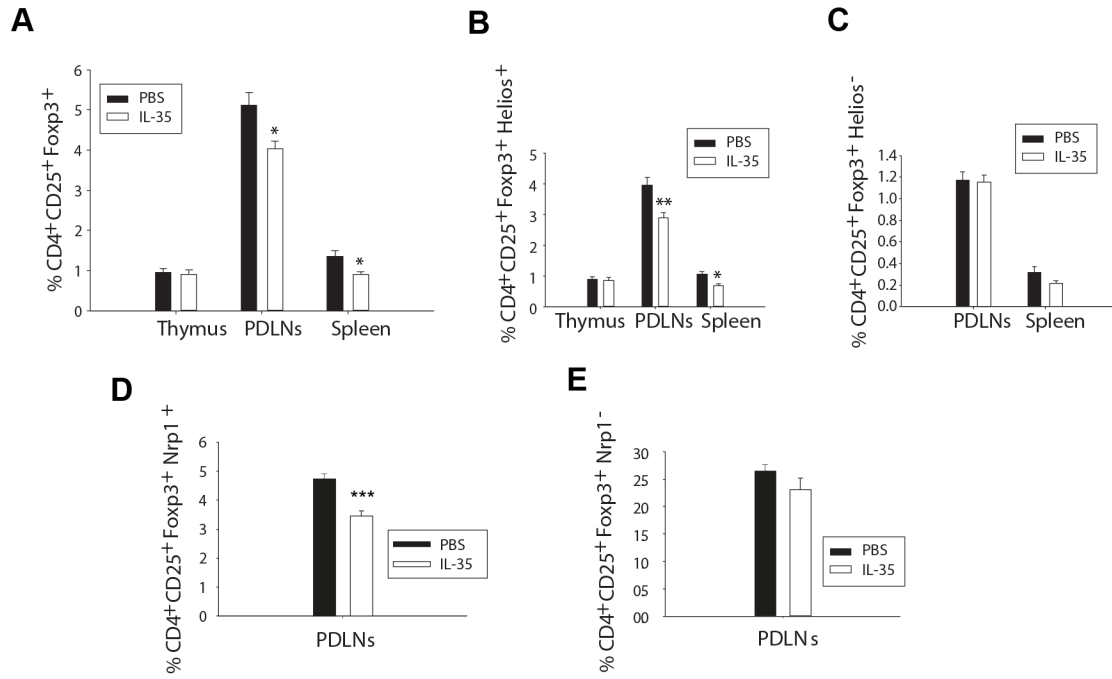 A
% CD4+CD25+Foxp3+
6
5
4
3
2
1
0
PBS
IL-35
*
*
Thymus PDLNs Spleen
B
% CD4+CD25+Foxp3+ Helios+
5
4
3
2
1
0
PBS
IL-35
**
*
Thymus PDLNs Spleen
C
% CD4+CD25+Foxp3+ Helios-
1.4
1.2
1.0
0.8
0.6
0.4
0.2
0.0
PBS
IL-35
PDLNs Spleen
D
% CD4+CD25+Foxp3+ Nrp1+
6
5
4
3
2
1
0
***
PBS
IL-35
PDLNs
E
% CD4+CD25+Foxp3+ Nrp1-
30
25
20
15
10
05
00
PBS
IL-35
PDLNs